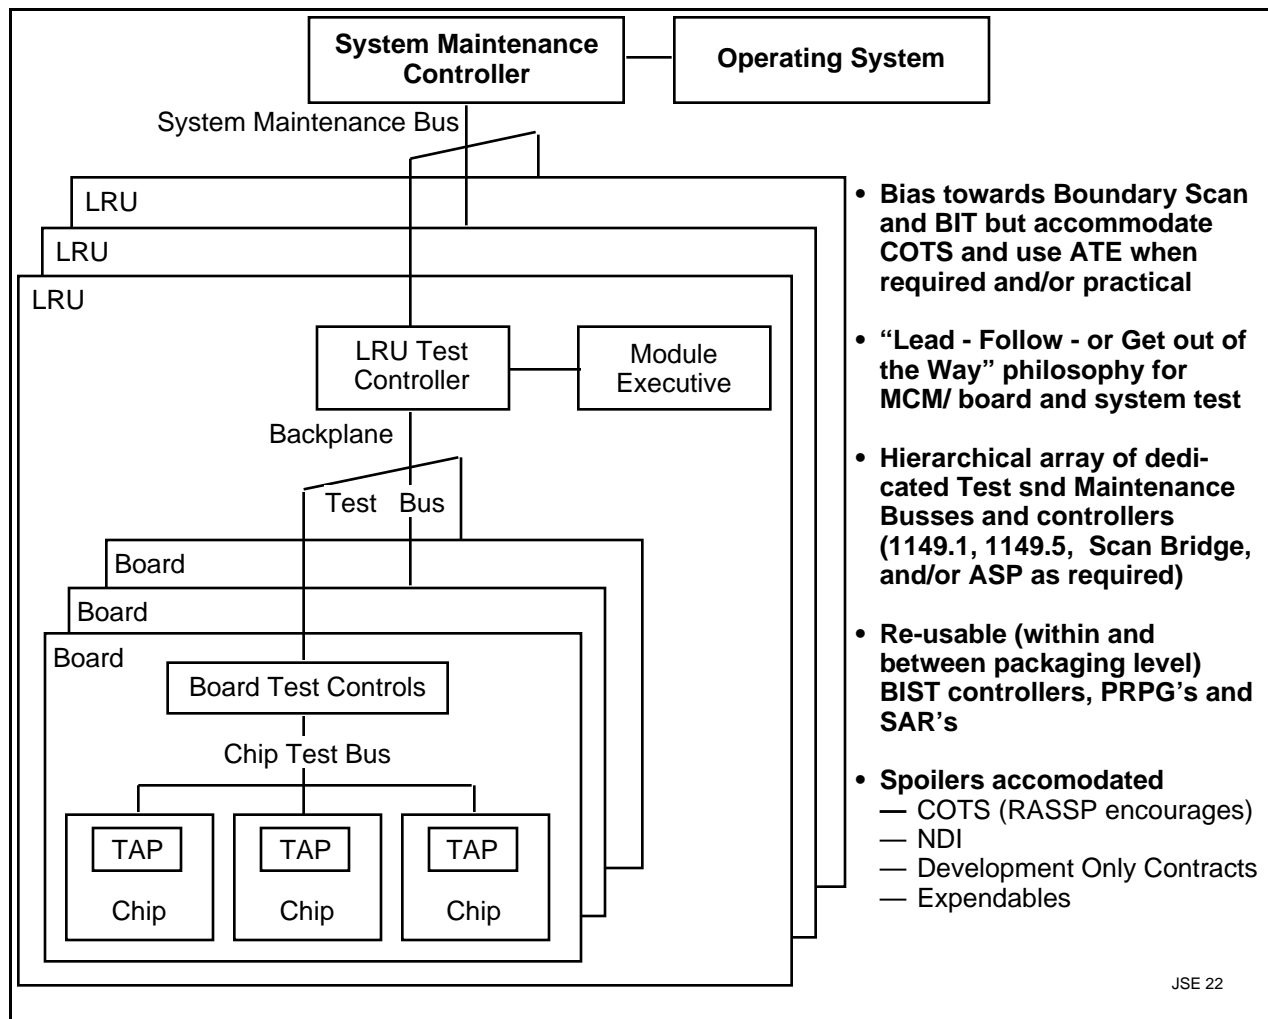 System Maintenance
Controller
Operating System
System Maintenance Bus
LRU
LRU
LRU
LRU Test
Controller
Module
Executive
Backplane
Test Bus
Board
Board
Board
Board Test Controls
Chip Test Bus
TAP
TAP
TAP
Chip
Chip
Chip
• Bias towards Boundary Scan
and BIT but accommodate
COTS and use ATE when
required and/or practical
• “Lead - Follow - or Get out of
the Way” philosophy for
MCM/ board and system test
• Hierarchical array of dedi-
cated Test snd Maintenance
Busses and controllers
(1149.1, 1149.5, Scan Bridge,
and/or ASP as required)
• Re-usable (within and
between packaging level)
BIST controllers, PRPG’s and
SAR’s
• Spoilers accomodated
— COTS (RASSP encourages)
— NDI
— Development Only Contracts
— Expendables
JSE 22